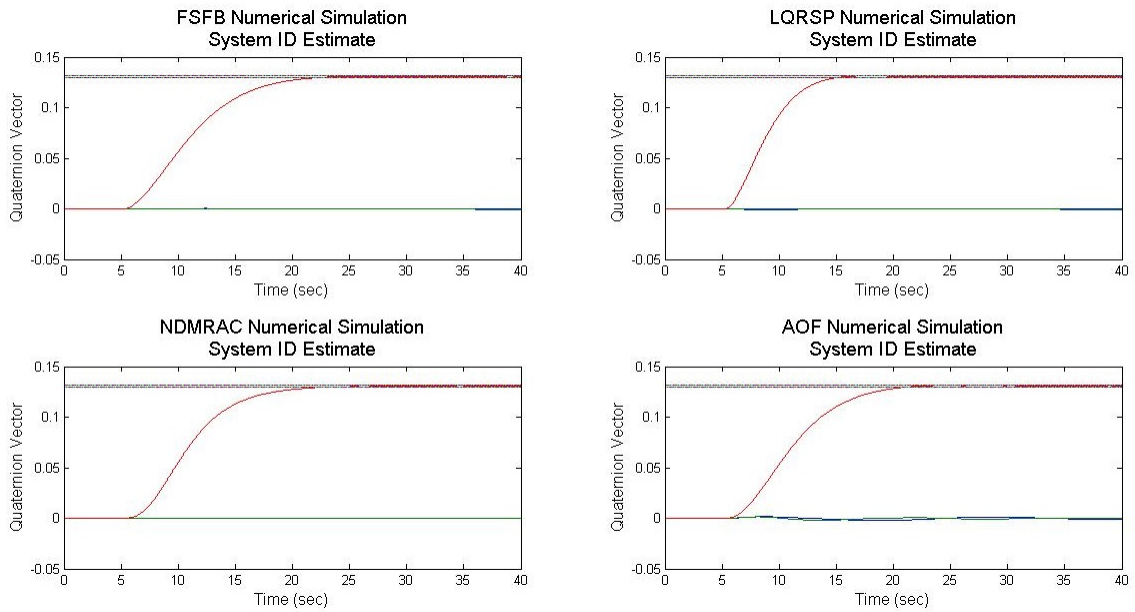 FSFB Numerical Simulation
System ID Estimate
0.15
0.1
0.05
0
-0.05
Quaternion Vector
0 5 10 15 20 25 30 35 40
Time (sec)
LQRSP Numerical Simulation
System ID Estimate
0.15
0.1
0.05
0
-0.05
Quaternion Vector
0 5 10 15 20 25 30 35 40
Time (sec)
NDMRAC Numerical Simulation
System ID Estimate
0.15
0.1
0.05
0
-0.05
Quaternion Vector
0 5 10 15 20 25 30 35 40
Time (sec)
AOF Numerical Simulation
System ID Estimate
0.15
0.1
0.05
0
-0.05
Quaternion Vector
0 5 10 15 20 25 30 35 40
Time (sec)